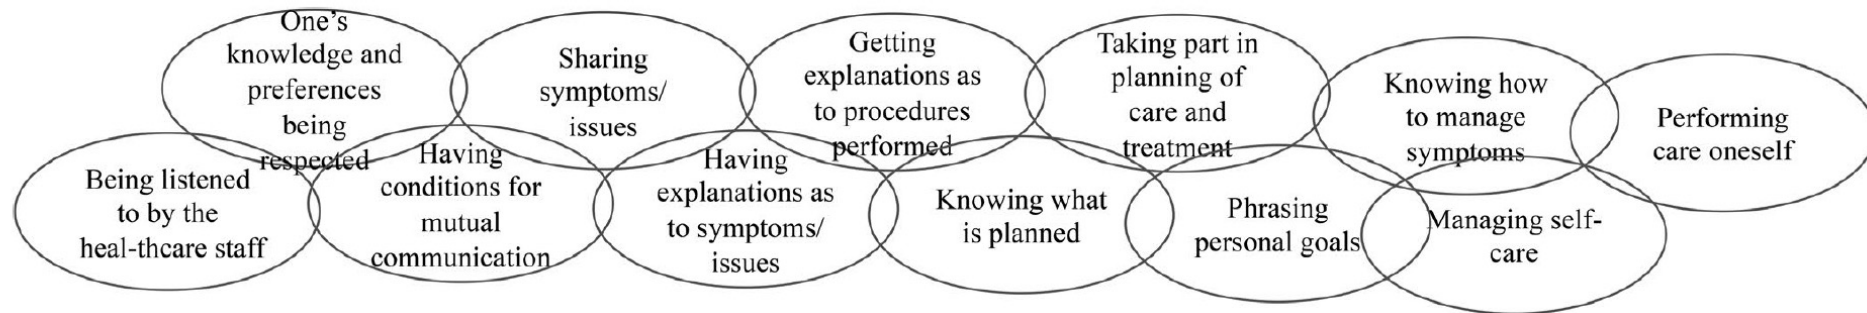 One's
knowledge and
preferences
being
respected
Sharing
symptoms/
issues
Getting
explanations as
to procedures
performed
Taking part in
planning of
care and
treatment
Knowing how
to manage
symptoms
Performing
care oneself
Being listened
to by the
heal-thcare staff
Having
conditions for
mutual
communication
Having
explanations as
to symptoms/
issues
Knowing what
is planned
Phrasing
personal goals
Managing self-
care